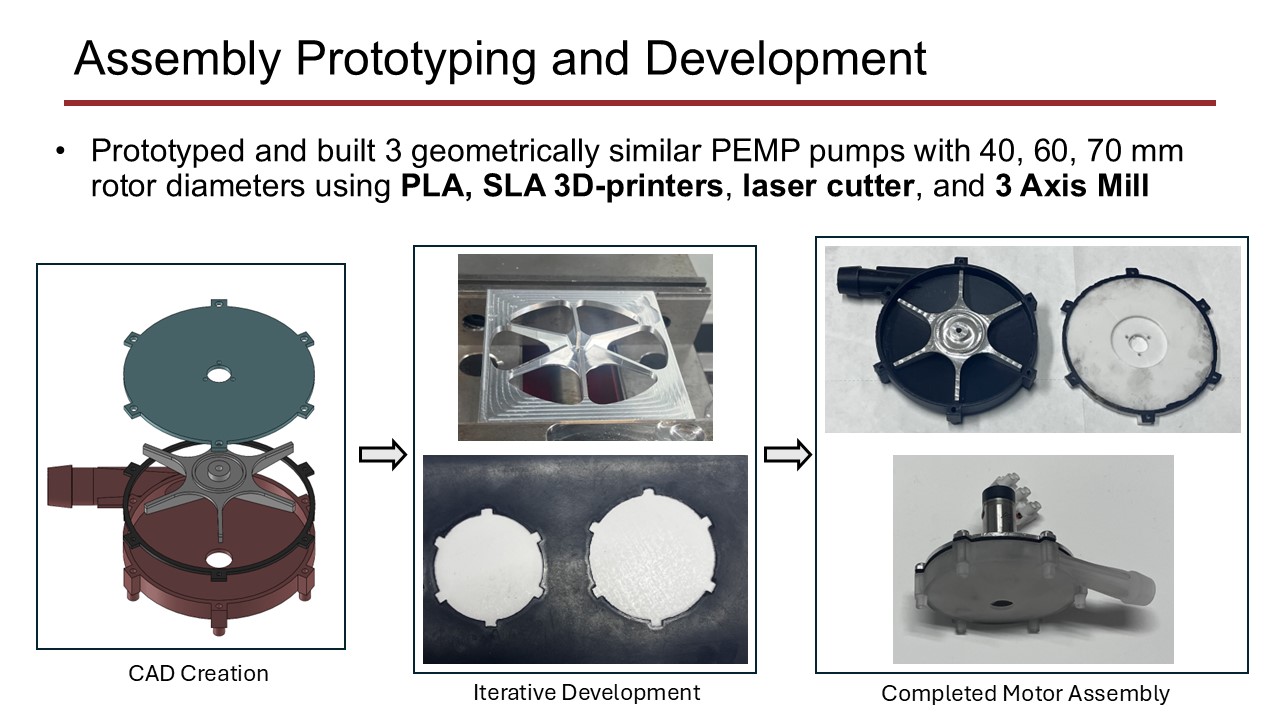 Assembly Prototyping and Development
• Prototyped and built 3 geometrically similar PEMP pumps with 40, 60, 70 mm
rotor diameters using PLA, SLA 3D-printers, laser cutter, and 3 Axis Mill
CAD Creation
Iterative Development
Completed Motor Assembly